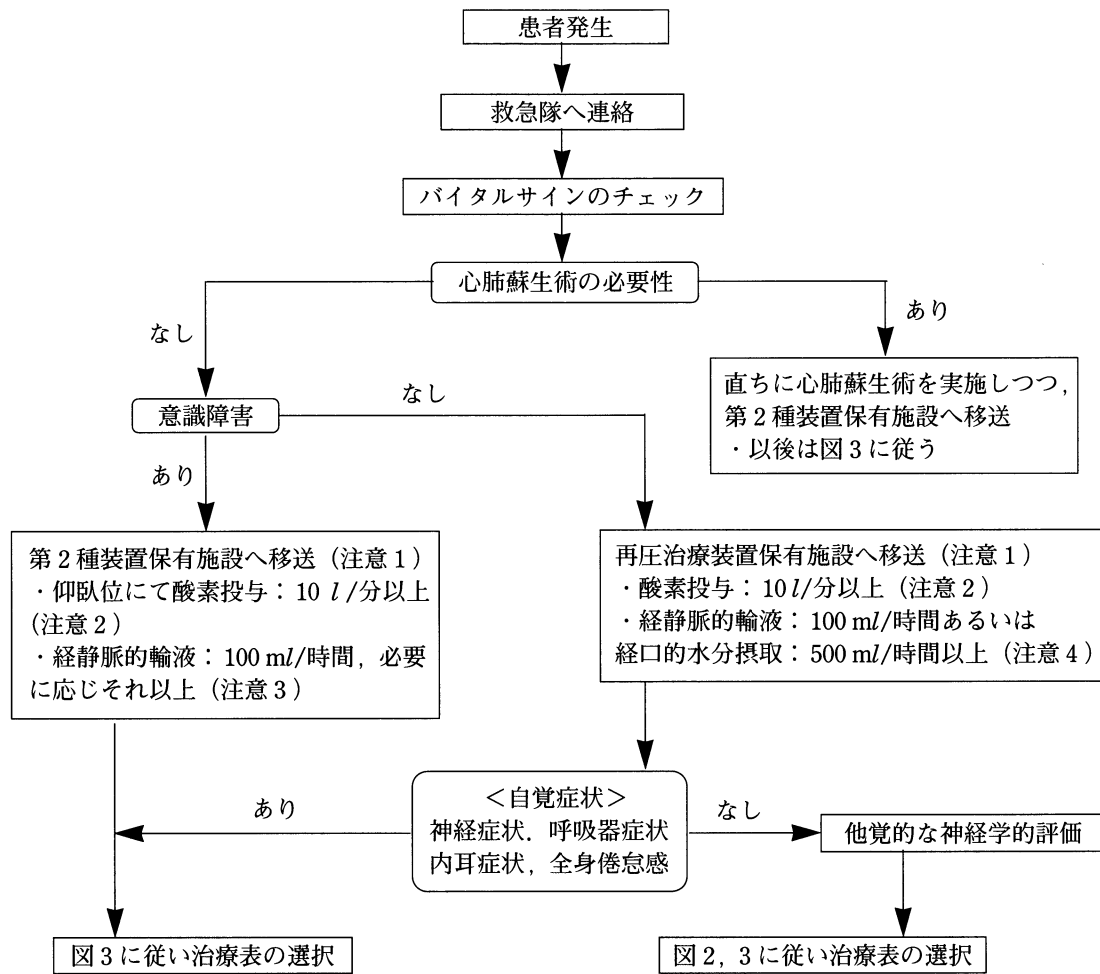 患者発生
救急隊へ連絡
バイタルサインのチェック
心肺蘇生術の必要性
なし
あり
直ちに心肺蘇生術を実施しつつ,
第2種装置保有施設へ移送
・以後は図3に従う
意識障害
なし
あり
第2種装置保有施設へ移送（注意1）
・仰臥位にて酸素投与：10 l/分以上
(注意2）
・経静脈的輸液：100 ml/時間, 必要
に応じそれ以上（注意3）
再圧治療装置保有施設へ移送（注意1）
・酸素投与：10 l/分以上（注意2）
・経静脈的輸液：100 ml/時間あるいは
経口的水分摂取：500 ml/時間以上（注意4）
＜自覚症状＞
神経症状．呼吸器症状
内耳症状, 全身倦怠感
あり
なし
他覚的な神経学的評価
図3に従い治療表の選択
図2, 3に従い治療表の選択